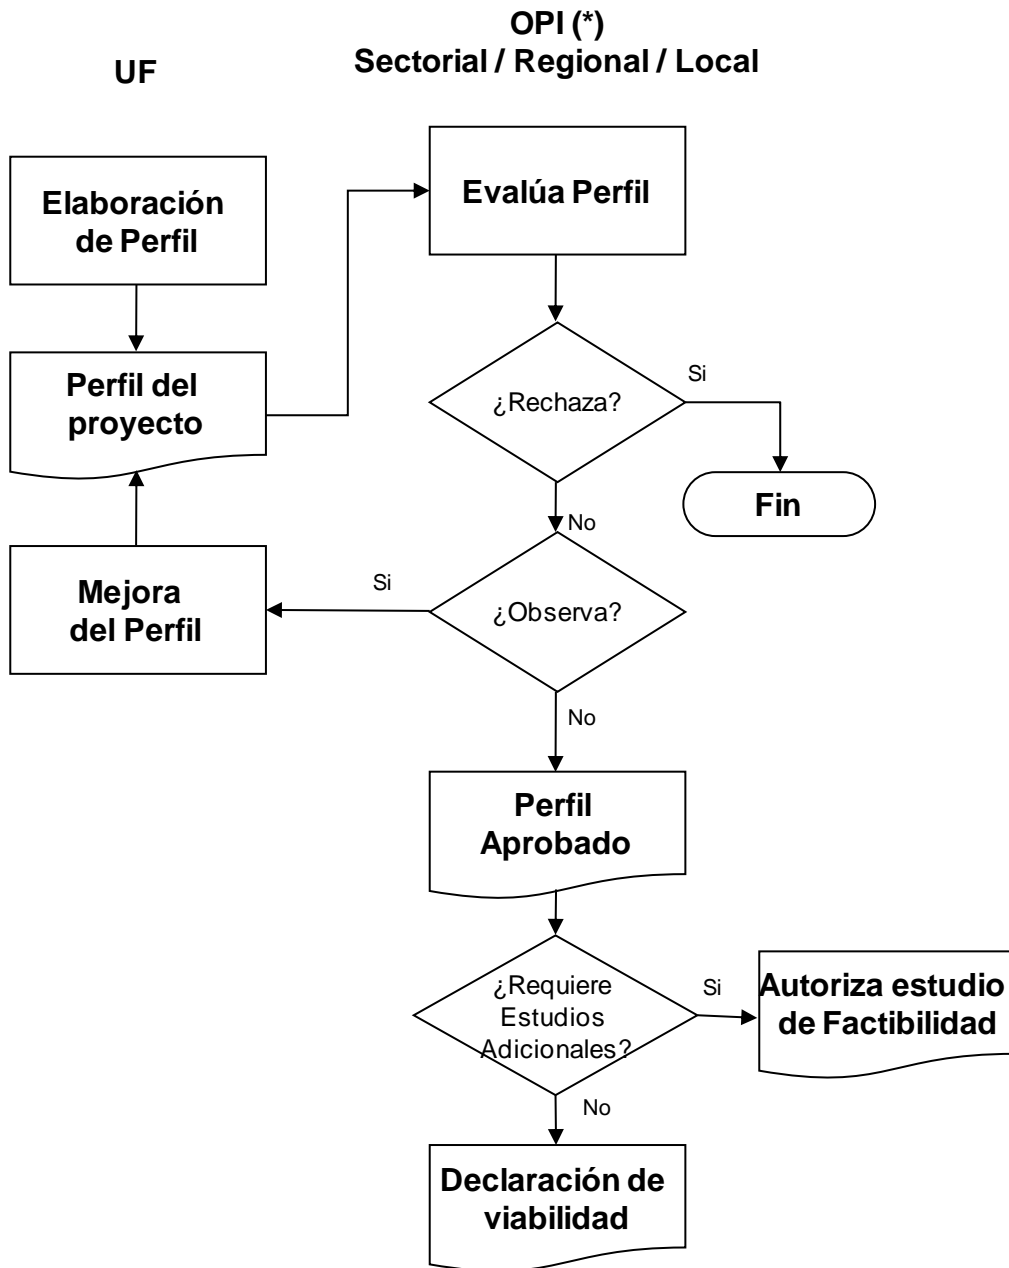 OPI (*)
Sectorial / Regional / Local
UF
Elaboración
de Perfil
Evalúa Perfil
Perfil del
proyecto
¿Rechaza?
Si
Fin
No
Mejora
del Perfil
Si
¿Observa?
No
Perfil
Aprobado
¿Requiere
Estudios
Adicionales?
Si
Autoriza estudio
de Factibilidad
No
Declaración de
viabilidad